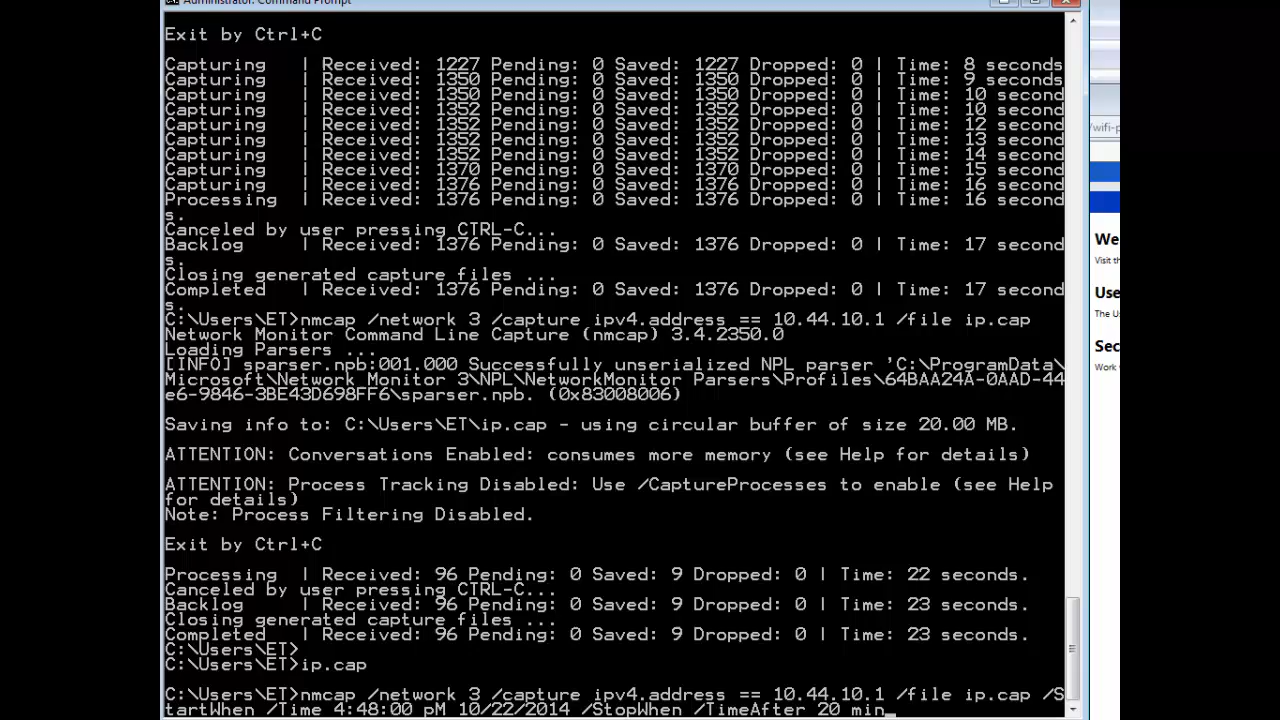 Administrator: Command Prompt
Exit by Ctrl+C
Capturing | Received: 1227 Pending: 0 Saved: 1227 Dropped: 0 | Time: 8 seconds
Capturing | Received: 1350 Pending: 0 Saved: 1350 Dropped: 0 | Time: 9 seconds
Capturing | Received: 1350 Pending: 0 Saved: 1350 Dropped: 0 | Time: 10 second
Capturing | Received: 1352 Pending: 0 Saved: 1352 Dropped: 0 | Time: 10 second
Capturing | Received: 1352 Pending: 0 Saved: 1352 Dropped: 0 | Time: 12 second
Capturing | Received: 1352 Pending: 0 Saved: 1352 Dropped: 0 | Time: 13 second
Capturing | Received: 1352 Pending: 0 Saved: 1352 Dropped: 0 | Time: 14 second
Capturing | Received: 1370 Pending: 0 Saved: 1370 Dropped: 0 | Time: 15 second
Capturing | Received: 1376 Pending: 0 Saved: 1376 Dropped: 0 | Time: 16 second
Processing | Received: 1376 Pending: 0 Saved: 1376 Dropped: 0 | Time: 16 second
s.
Canceled by user pressing CTRL-C...
Backlog | Received: 1376 Pending: 0 Saved: 1376 Dropped: 0 | Time: 17 second
s.
Closing generated capture files ...
Completed | Received: 1376 Pending: 0 Saved: 1376 Dropped: 0 | Time: 17 second
s.
C:\Users\ET>nmcap /network 3 /capture ipv4.address == 10.44.10.1 /file ip.cap
Network Monitor Command Line Capture (nmcap) 3.4.2350.0
Loading Parsers ...
[INFO] sparser.npb:001.000 Successfully unserialized NPL parser 'C:\ProgramData\
Microsoft\Network Monitor 3\NPL\NetworkMonitor Parsers\Profiles\64BAA24A-0AAD-44
e6-9846-3BE43D698FF6\sparser.npb. (0x83008006)
Saving info to: C:\Users\ET\ip.cap - using circular buffer of size 20.00 MB.
ATTENTION: Conversations Enabled: consumes more memory (see Help for details)
ATTENTION: Process Tracking Disabled: Use /CaptureProcesses to enable (see Help
for details)
Note: Process Filtering Disabled.
Exit by Ctrl+C
Processing | Received: 96 Pending: 0 Saved: 9 Dropped: 0 | Time: 22 seconds.
Canceled by user pressing CTRL-C...
Backlog | Received: 96 Pending: 0 Saved: 9 Dropped: 0 | Time: 23 seconds.
Closing generated capture files ...
Completed | Received: 96 Pending: 0 Saved: 9 Dropped: 0 | Time: 23 seconds.
C:\Users\ET>
C:\Users\ET>ip.cap
C:\Users\ET>nmcap /network 3 /capture ipv4.address == 10.44.10.1 /file ip.cap /S
tartWhen /Time 4:48:00 pM 10/22/2014 /StopWhen /TimeAfter 20 min
/wifi-p
We
Visit th
Use
The Us
Sec
Work